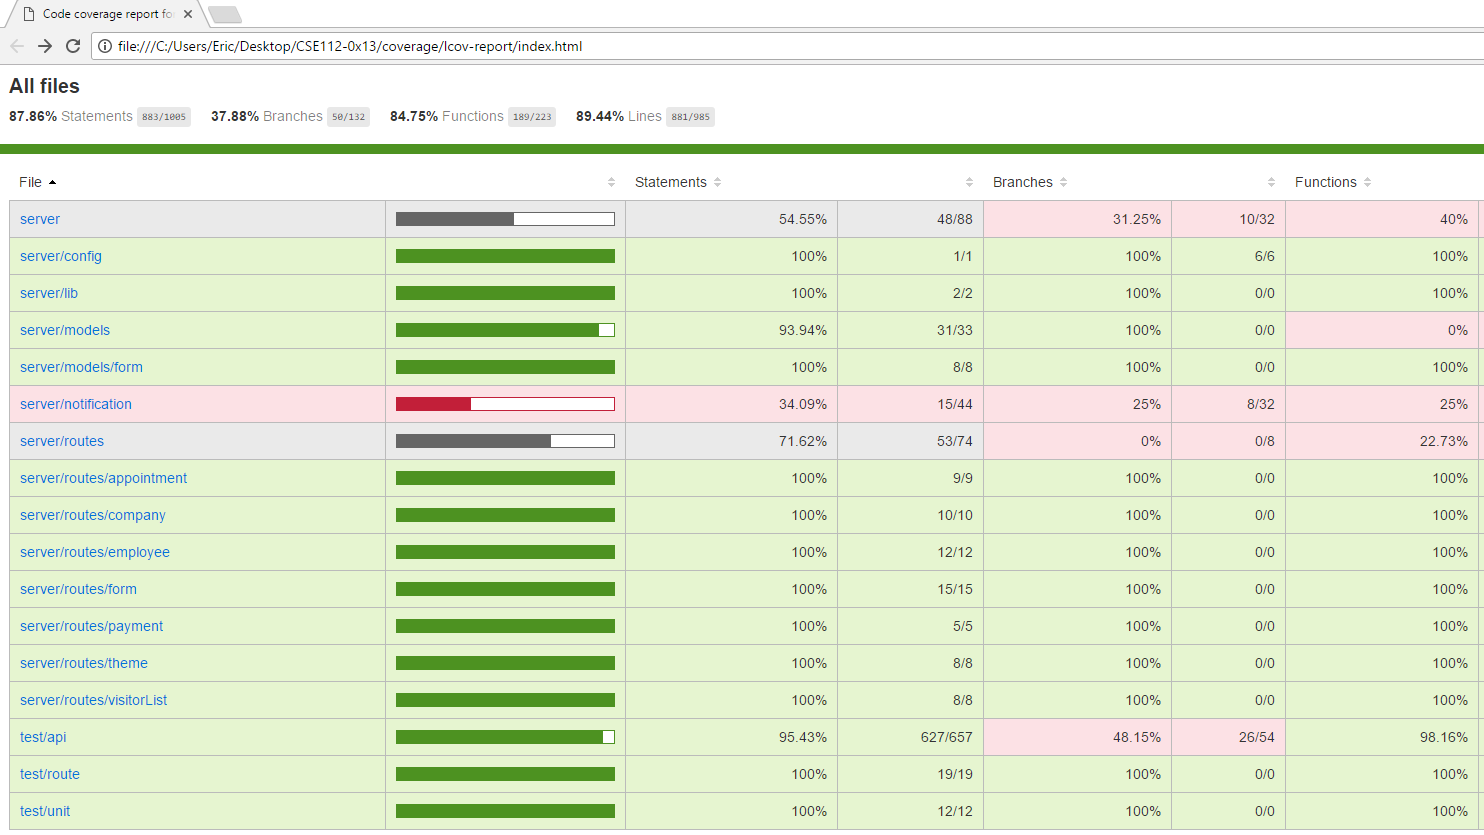 Code coverage report fo
file:///C:/Users/Eric/Desktop/CSE112-0x13/coverage/lcov-report/index.html
All files
87.86% Statements 883/1005 37.88% Branches 50/132 84.75% Functions 189/223 89.44% Lines 881/985
File Statements Branches Functions
server 54.55% 48/88 31.25% 10/32 40%
server/config 100% 1/1 100% 6/6 100%
server/lib 100% 2/2 100% 0/0 100%
server/models 93.94% 31/33 100% 0/0 0%
server/models/form 100% 8/8 100% 0/0 100%
server/notification 34.09% 15/44 25% 8/32 25%
server/routes 71.62% 53/74 0% 0/8 22.73%
server/routes/appointment 100% 9/9 100% 0/0 100%
server/routes/company 100% 10/10 100% 0/0 100%
server/routes/employee 100% 12/12 100% 0/0 100%
server/routes/form 100% 15/15 100% 0/0 100%
server/routes/payment 100% 5/5 100% 0/0 100%
server/routes/theme 100% 8/8 100% 0/0 100%
server/routes/visitorList 100% 8/8 100% 0/0 100%
test/api 95.43% 627/657 48.15% 26/54 98.16%
test/route 100% 19/19 100% 0/0 100%
test/unit 100% 12/12 100% 0/0 100%